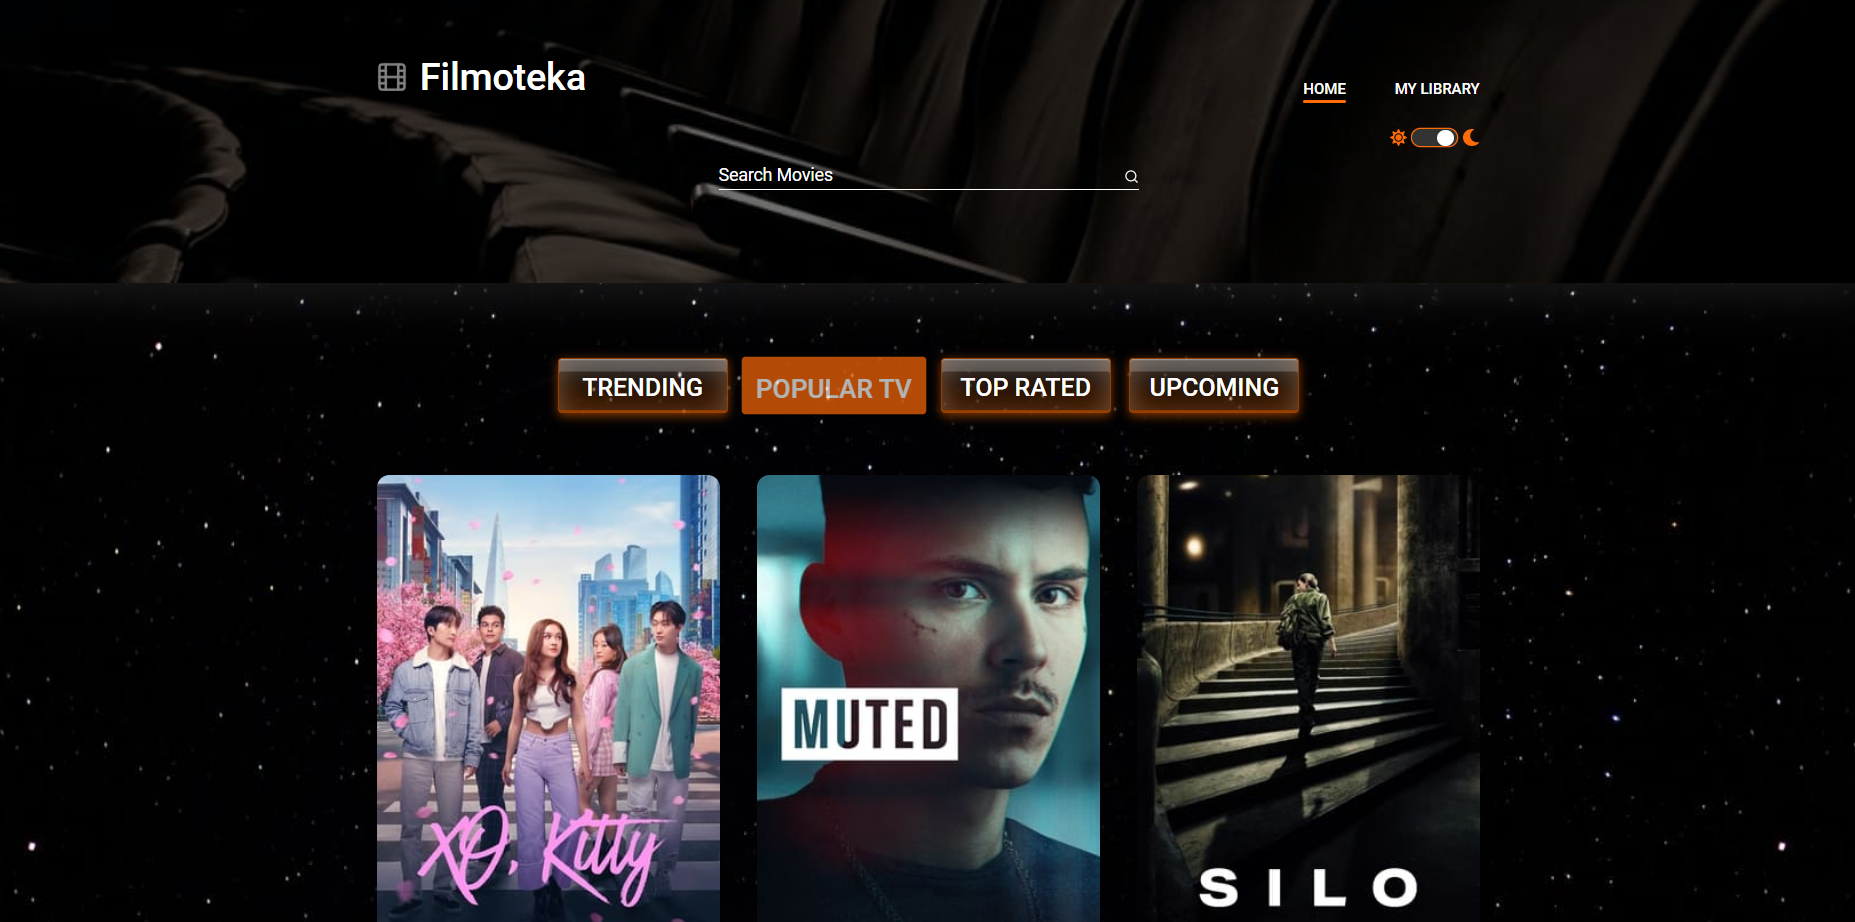 Filmoteka
HOME
MY LIBRARY
Search Movies
TRENDING
POPULAR TV
TOP RATED
UPCOMING
XO, Kitty
MUTED
SILO